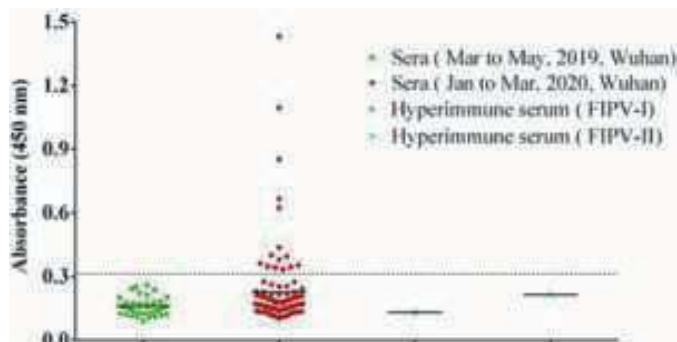 1.5
Sera ( Mar to May, 2019, Wuhan)
Sera ( Jan to Mar, 2020, Wuhan)
1.2
Hyperimmune serum ( FIPV-I)
Hyperimmune serum ( FIPV-II)
0.9
0.6
0.3
0.0
Absorbance (450 nm)